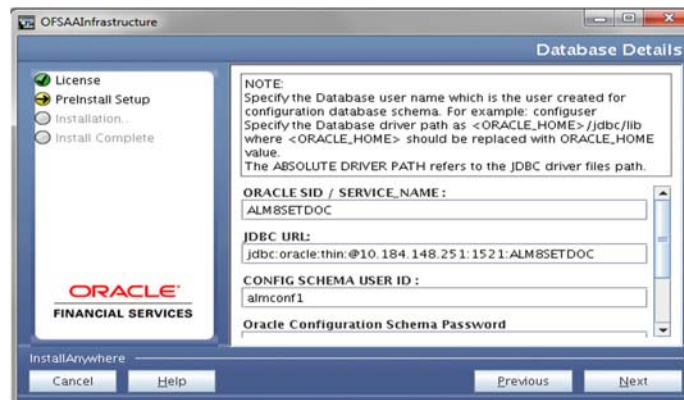 OFSAAInfrastructure
Database Details
License
PreInstall Setup
Installation...
Install Complete
ORACLE
FINANCIAL SERVICES
NOTE:
Specify the Database user name which is the user created for
configuration database schema. For example: configuser
Specify the Database driver path as <ORACLE_HOME>/jdbc/lib
where <ORACLE_HOME> should be replaced with ORACLE_HOME
value.
The ABSOLUTE DRIVER PATH refers to the JDBC driver files path.
ORACLE SID / SERVICE_NAME :
ALM8SETDOC
JDBC URL:
jdbc:oracle:thin:@10.184.148.251:1521:ALM8SETDOC
CONFIG SCHEMA USER ID :
almconf1
Oracle Configuration Schema Password
InstallAnywhere
Cancel
Help
Previous
Next